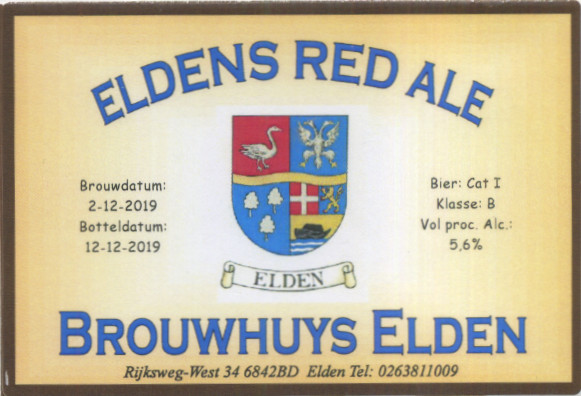 ELDENS RED ALE
Brouwdatum:
2-12-2019
Botteldatum:
12-12-2019
Bier: Cat I
Klasse: B
Vol proc. Alc.:
5,6%
ELDEN
BROUWHUYS ELDEN
Rijksweg-West 34 6842BD Elden Tel: 0263811009